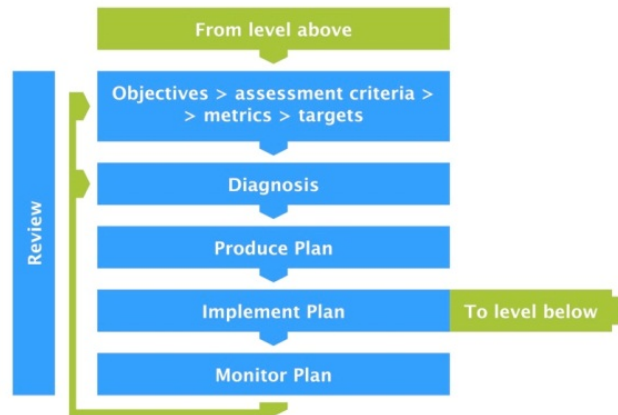 From level above
Objectives > assessment criteria >
> metrics > targets
Diagnosis
Produce Plan
Implement Plan
To level below
Monitor Plan
Review